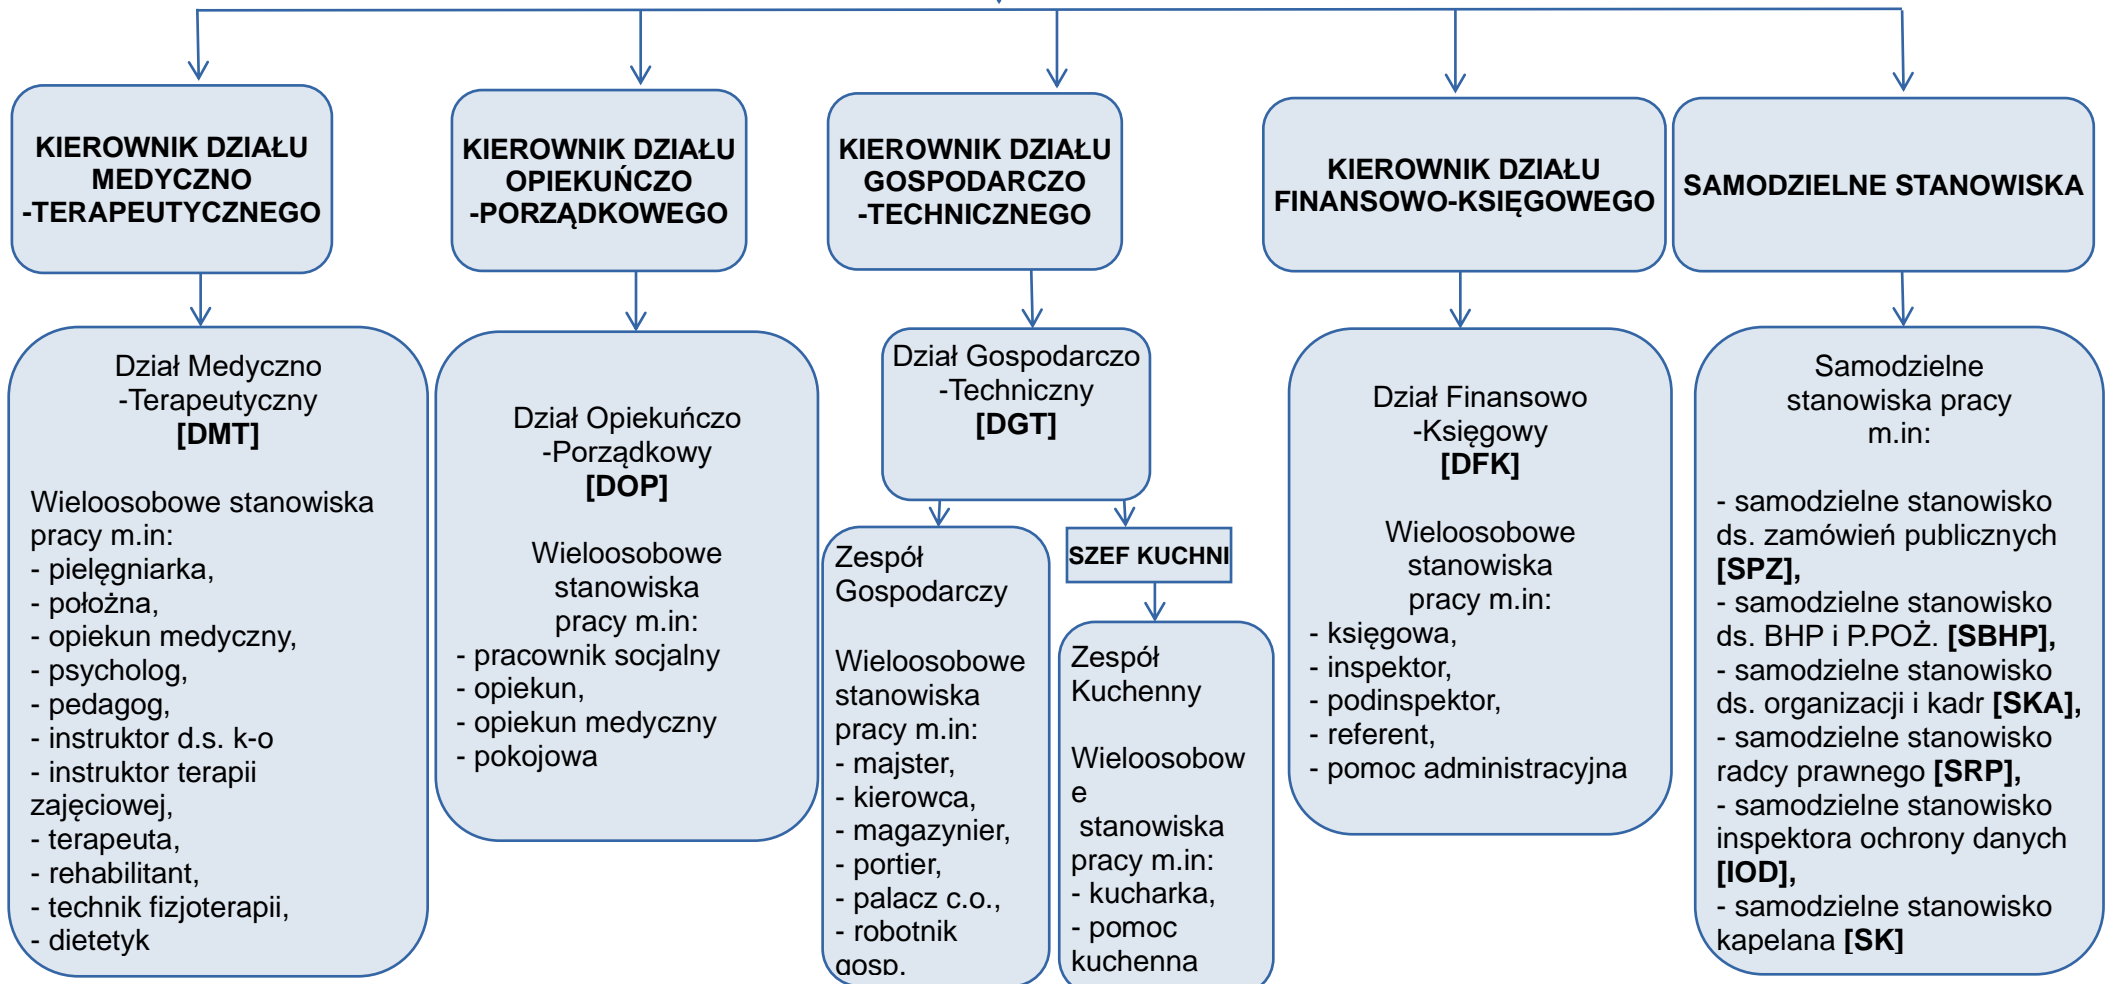 KIEROWNIK DZIAŁU
MEDYCZNO
-TERAPEUTYCZNEGO
KIEROWNIK DZIAŁU
OPIEKUŃCZO
-PORZĄDKOWEGO
KIEROWNIK DZIAŁU
GOSPODARCZO
-TECHNICZNEGO
KIEROWNIK DZIAŁU
FINANSOWO-KSIĘGOWEGO
SAMODZIELNE STANOWISKA
Dział Medyczno
-Terapeutyczny
[DMT]
Wieloosobowe stanowiska
pracy m.in:
- pielęgniarka,
- położna,
- opiekun medyczny,
- psycholog,
- pedagog,
- instruktor d.s. k-o
- instruktor terapii
zajęciowej,
- terapeuta,
- rehabilitant,
- technik fizjoterapii,
- dietetyk
Dział Opiekuńczo
-Porządkowy
[DOP]
Wieloosobowe
stanowiska
pracy m.in:
- pracownik socjalny
- opiekun,
- opiekun medyczny
- pokojowa
Dział Gospodarczo
-Techniczny
[DGT]
Zespół
Gospodarczy
Wieloosobowe
stanowiska
pracy m.in:
- majster,
- kierowca,
- magazynier,
- portier,
- palacz c.o.,
- robotnik
gosp.
SZEF KUCHNI
Zespół
Kuchenny
Wieloosobow
e
stanowiska
pracy m.in:
- kucharka,
- pomoc
kuchenna
Dział Finansowo
-Księgowy
[DFK]
Wieloosobowe
stanowiska
pracy m.in:
- księgowa,
- inspektor,
- podinspektor,
- referent,
- pomoc administracyjna
Samodzielne
stanowiska pracy
m.in:
- samodzielne stanowisko
ds. zamówień publicznych
[SPZ],
- samodzielne stanowisko
ds. BHP i P.POŻ. [SBHP],
- samodzielne stanowisko
ds. organizacji i kadr [SKA],
- samodzielne stanowisko
radcy prawnego [SRP],
- samodzielne stanowisko
inspektora ochrony danych
[IOD],
- samodzielne stanowisko
kapelana [SK]